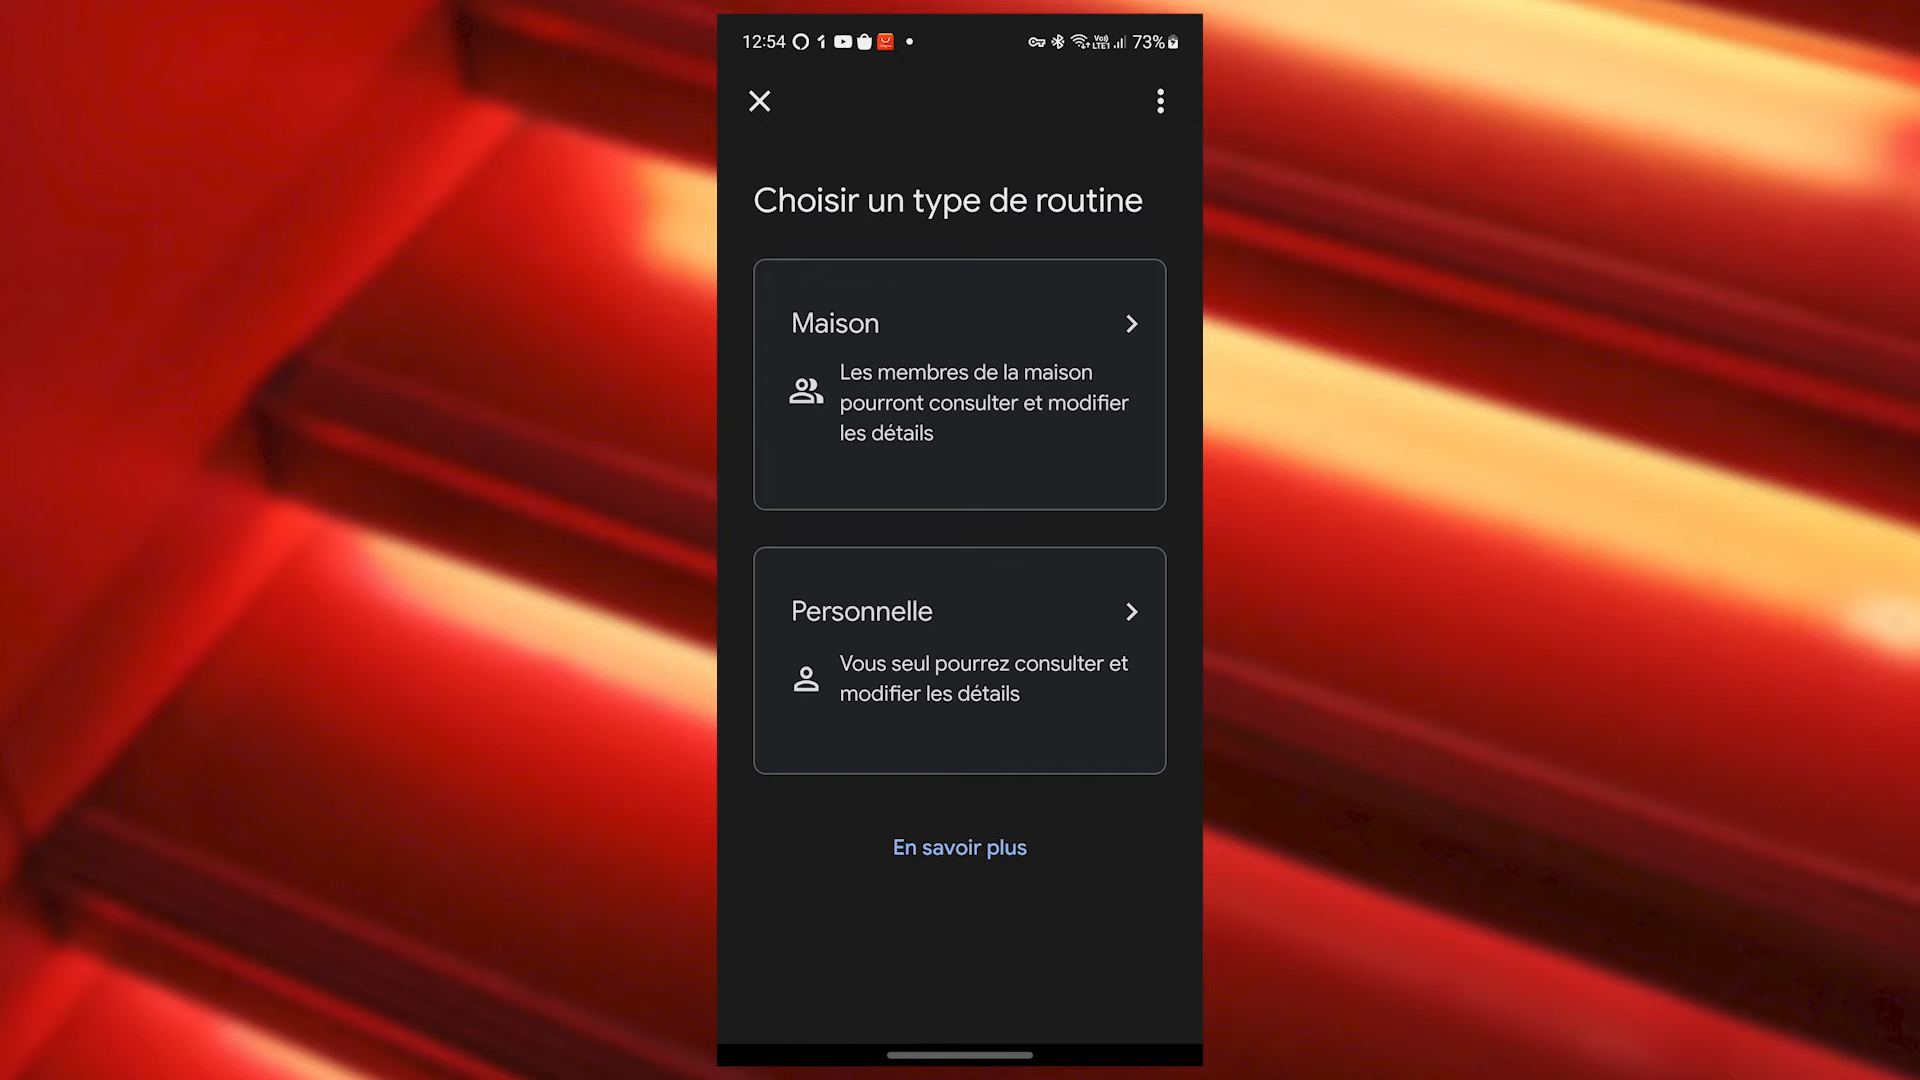 12:54
VoLTE1 73%
Choisir un type de routine
Maison
Les membres de la maison
pourront consulter et modifier
les détails
Personnelle
Vous seul pourrez consulter et
modifier les détails
En savoir plus